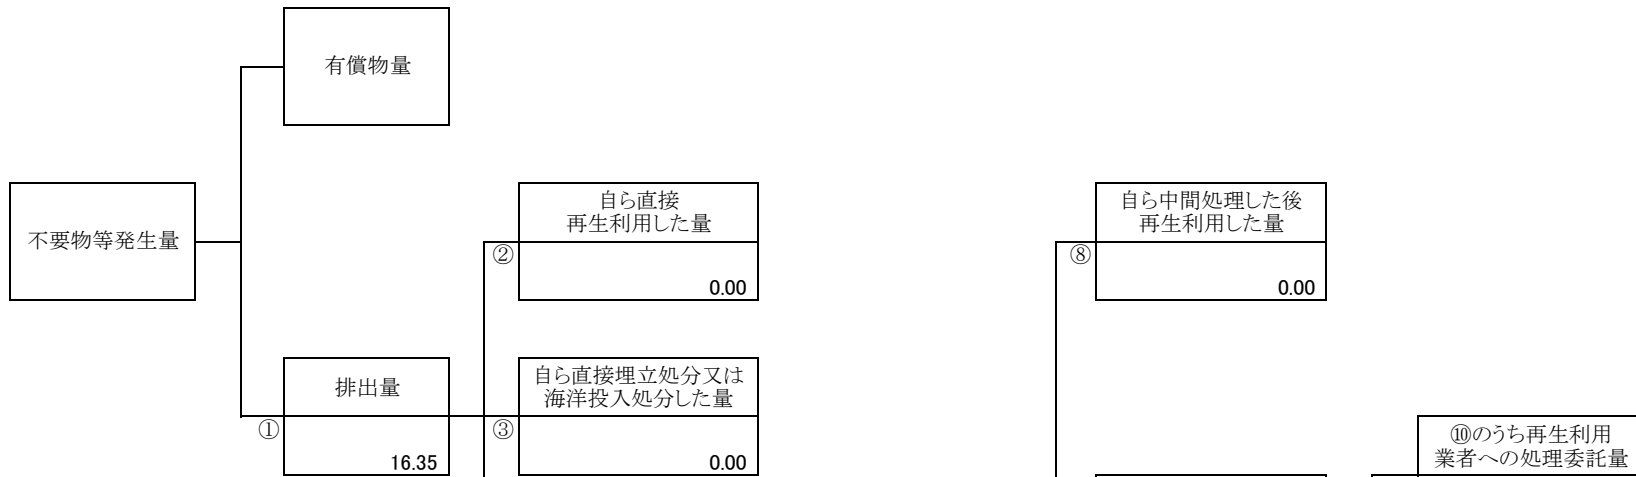 有償物量
不要物等発生量
自ら直接
再生利用した量
②
0.00
自ら中間処理した後
再生利用した量
⑧
0.00
排出量
①
16.35
自ら直接埋立処分又は
海洋投入処分した量
③
0.00
⑩のうち再生利用
業者への処理委託量